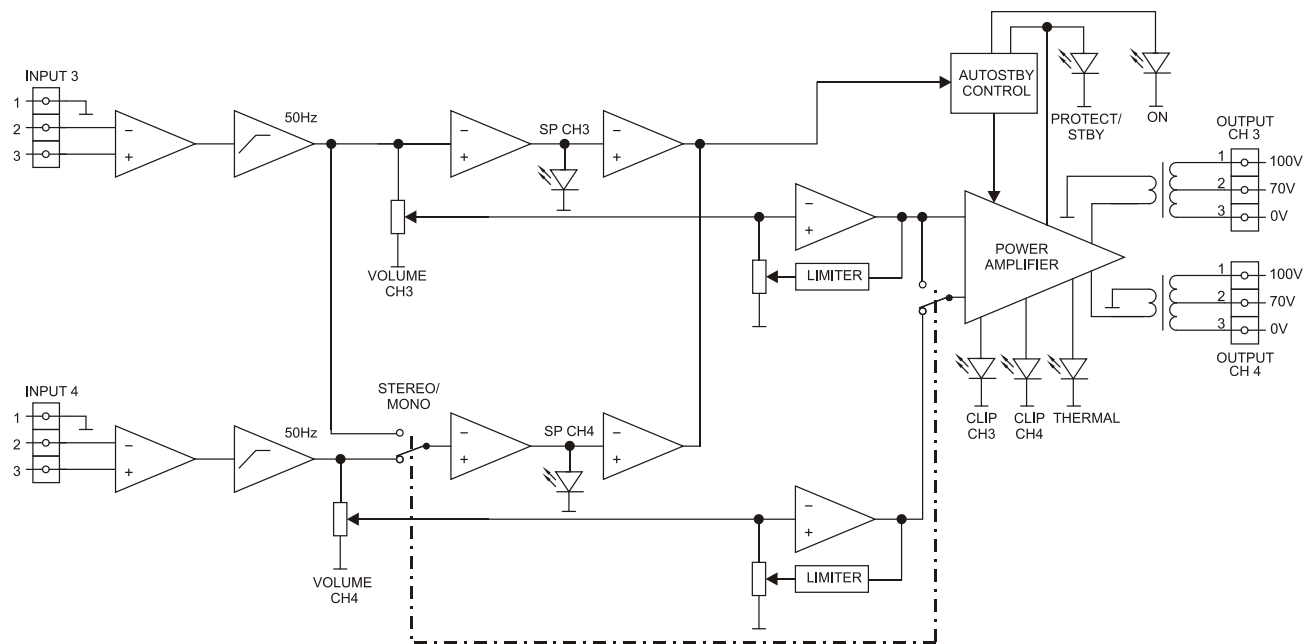 INPUT 3
1
2
3
−
+
50Hz
−
+
SP CH3
−
+
VOLUME
CH3
AUTOSTBY
CONTROL
PROTECT/
STBY
ON
−
+
LIMITER
POWER
AMPLIFIER
OUTPUT
CH 3
1
100V
2
70V
3
0V
1
100V
2
70V
3
0V
OUTPUT
CH 4
CLIP
CH3
CLIP
CH4
THERMAL
INPUT 4
1
2
3
−
+
50Hz
STEREO/
MONO
−
+
SP CH4
−
+
VOLUME
CH4
−
+
LIMITER